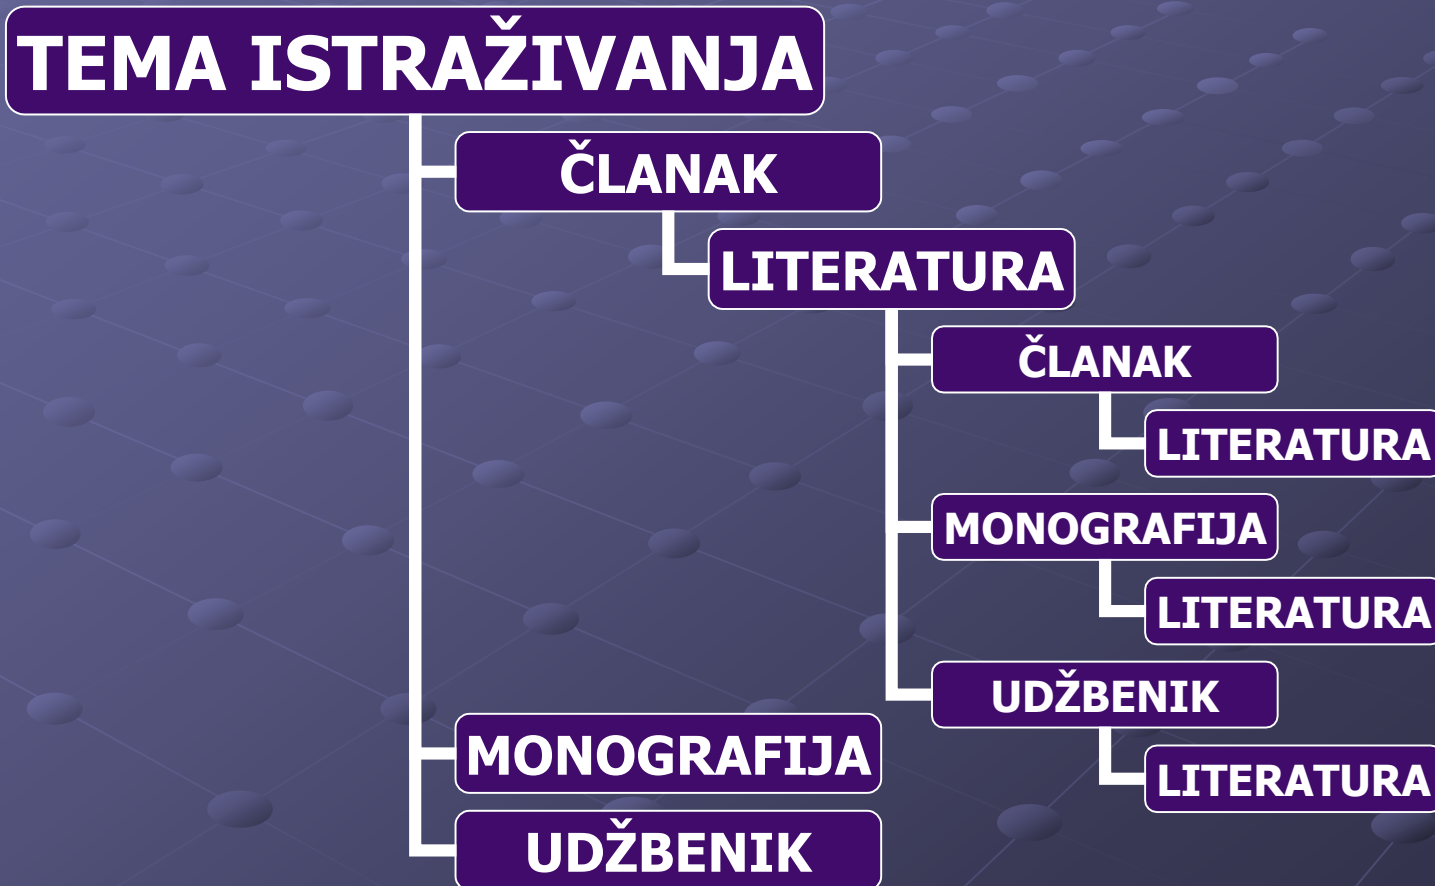 TEMA ISTRAŽIVANJA
ČLANAK
LITERATURA
ČLANAK
LITERATURA
MONOGRAFIJA
LITERATURA
UDŽBENIK
LITERATURA
MONOGRAFIJA
UDŽBENIK